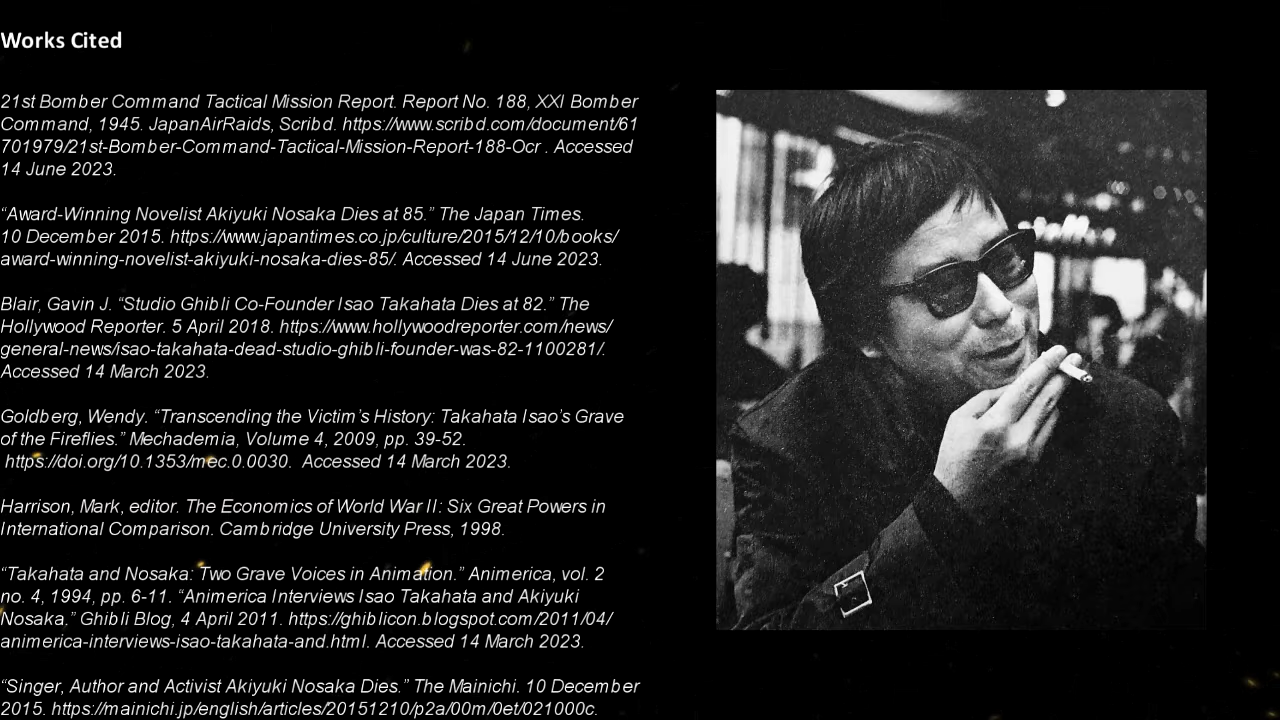 Works Cited
21st Bomber Command Tactical Mission Report. Report No. 188, XXI Bomber
Command, 1945. JapanAirRaids, Scribd. https://www.scribd.com/document/61
701979/21st-Bomber-Command-Tactical-Mission-Report-188-Ocr . Accessed
14 June 2023.
“Award-Winning Novelist Akiyuki Nosaka Dies at 85.” The Japan Times.
10 December 2015. https://www.japantimes.co.jp/culture/2015/12/10/books/
award-winning-novelist-akiyuki-nosaka-dies-85/. Accessed 14 June 2023.
Blair, Gavin J. “Studio Ghibli Co-Founder Isao Takahata Dies at 82.” The
Hollywood Reporter. 5 April 2018. https://www.hollywoodreporter.com/news/
general-news/isao-takahata-dead-studio-ghibli-founder-was-82-1100281/.
Accessed 14 March 2023.
Goldberg, Wendy. “Transcending the Victim’s History: Takahata Isao’s Grave
of the Fireflies.” Mechademia, Volume 4, 2009, pp. 39-52.
https://doi.org/10.1353/mec.0.0030. Accessed 14 March 2023.
Harrison, Mark, editor. The Economics of World War II: Six Great Powers in
International Comparison. Cambridge University Press, 1998.
“Takahata and Nosaka: Two Grave Voices in Animation.” Animerica, vol. 2
no. 4, 1994, pp. 6-11. “Animerica Interviews Isao Takahata and Akiyuki
Nosaka.” Ghibli Blog, 4 April 2011. https://ghiblicon.blogspot.com/2011/04/
animerica-interviews-isao-takahata-and.html. Accessed 14 March 2023.
“Singer, Author and Activist Akiyuki Nosaka Dies.” The Mainichi. 10 December
2015. https://mainichi.jp/english/articles/20151210/p2a/00m/0et/021000c.